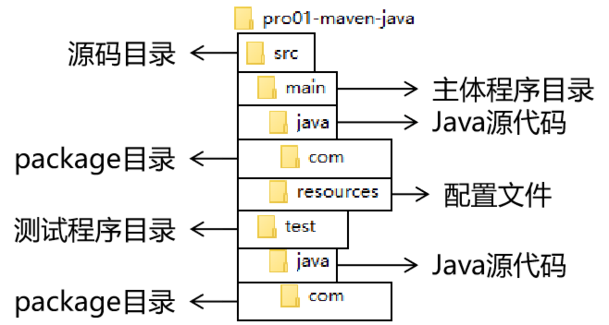 pro01-maven-java
源码目录 src
main 主体程序目录
java Java源代码
package目录 com
resources 配置文件
测试程序目录 test
java Java源代码
package目录 com